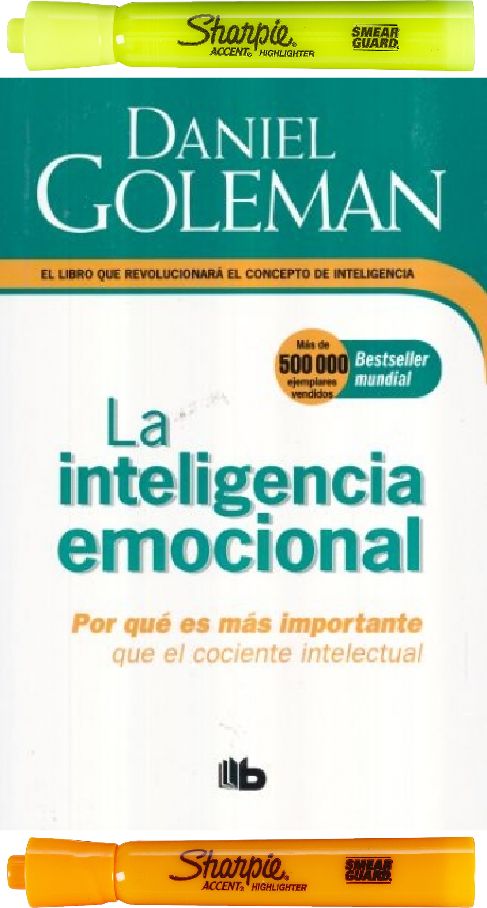 Sharpie®
ACCENT® HIGHLIGHTER
SMEAR
GUARD®
DANIEL
GOLEMAN
EL LIBRO QUE REVOLUCIONARÁ EL CONCEPTO DE INTELIGENCIA
Más de
500 000
ejemplares
vendidos
Bestseller
mundial
La
inteligencia
emocional
Por qué es más importante
que el cociente intelectual
b
Sharpie®
ACCENT® HIGHLIGHTER
SMEAR
GUARD®